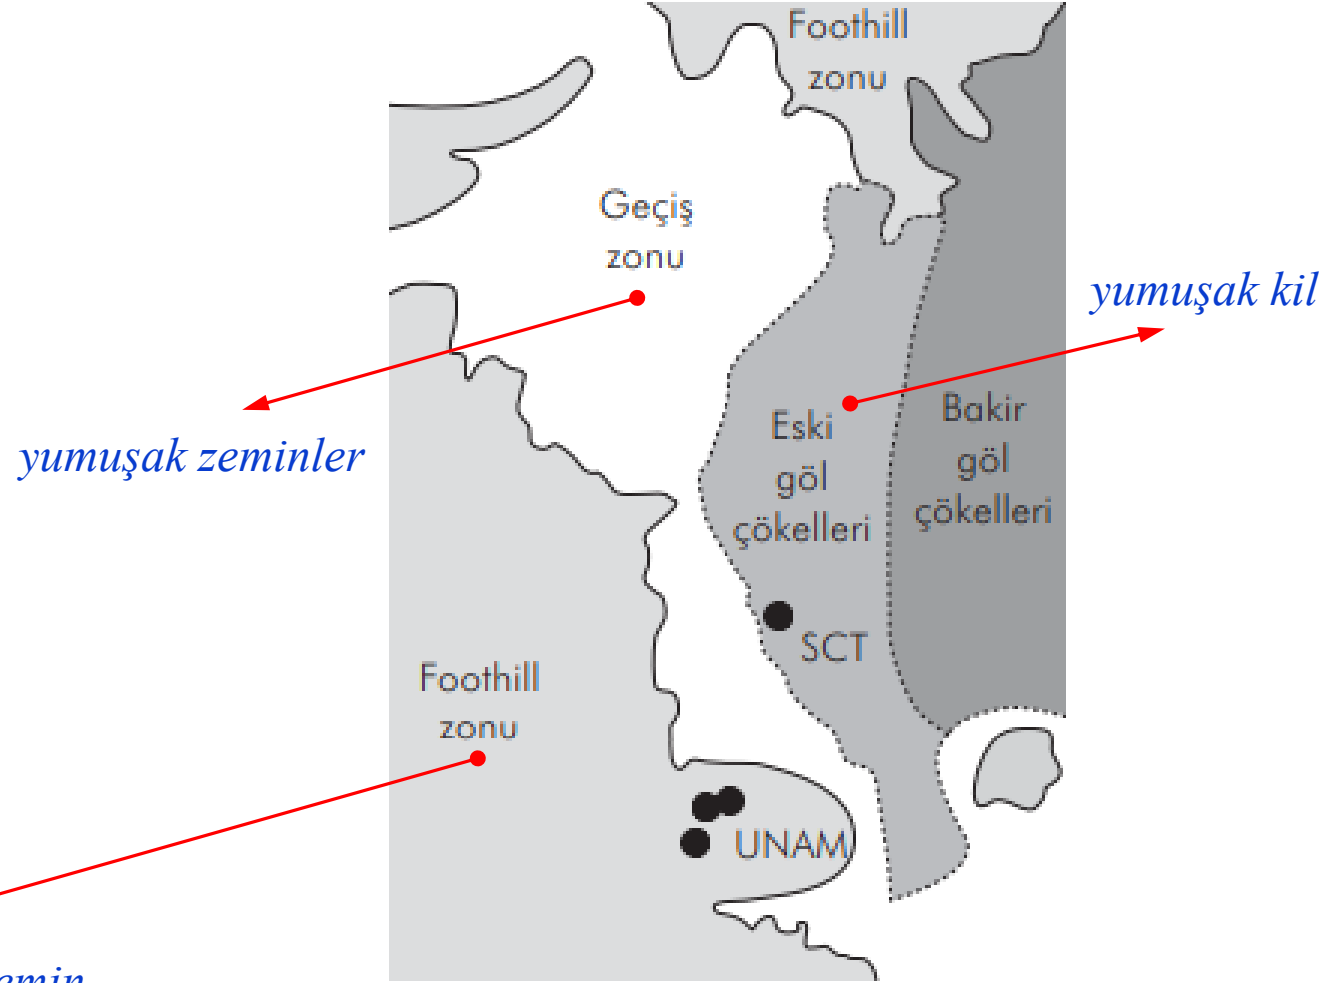 Foothill
zonu
Geçiş
zonu
yumuşak kil
yumuşak zeminler
Eski
göl
çökelleri
Bakir
göl
çökelleri
SCT
Foothill
zonu
UNAM